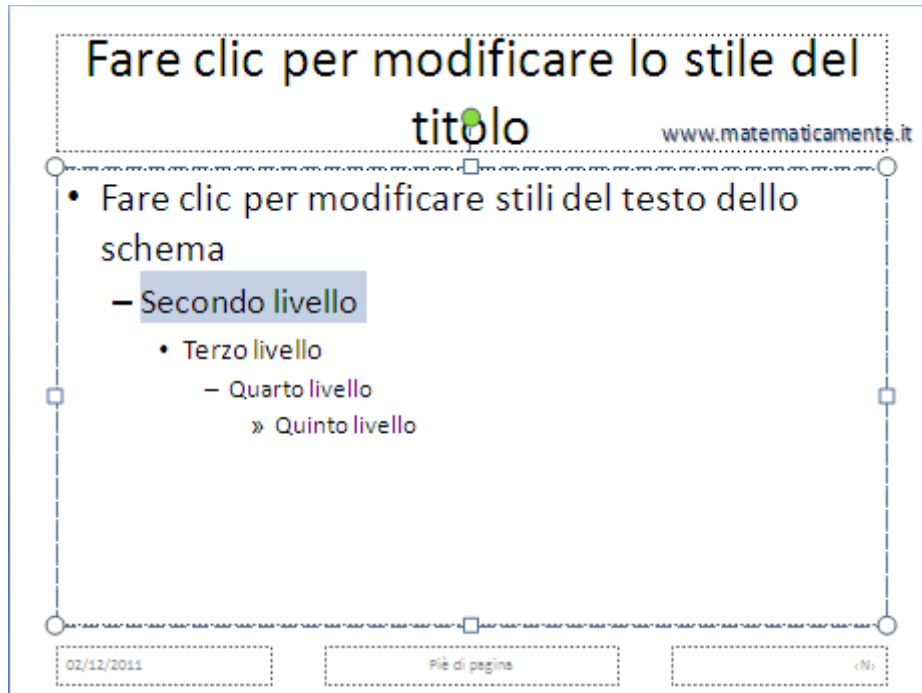 Fare clic per modificare lo stile del
titolo
www.matematicamente.it
• Fare clic per modificare stili del testo dello
schema
– Secondo livello
• Terzo livello
– Quarto livello
» Quinto livello
02/12/2011
Piè di pagina
‹N›